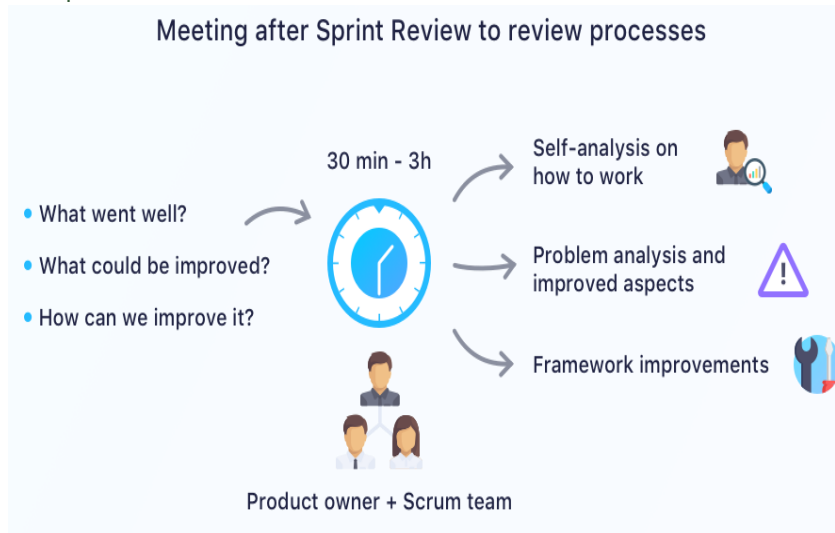 Meeting after Sprint Review to review processes
30 min - 3h
• What went well?
• What could be improved?
• How can we improve it?
Self-analysis on
how to work
Problem analysis and
improved aspects
Framework improvements
Product owner + Scrum team